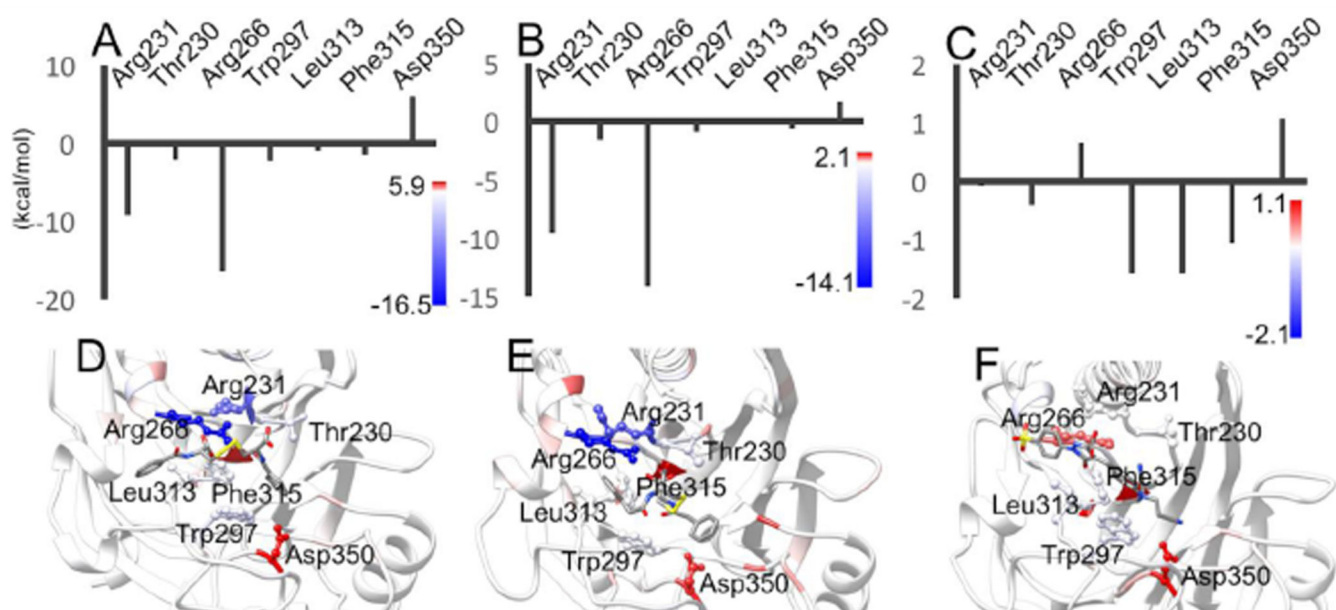 A
Arg231
Thr230
Arg266
Trp297
Leu313
Phe315
Asp350
10
0
-10
-20
(kcal/mol)
5.9
-16.5
B
Arg231
Thr230
Arg266
Trp297
Leu313
Phe315
Asp350
5
0
-5
-10
-15
2.1
-14.1
C
Arg231
Thr230
Arg266
Trp297
Leu313
Phe315
Asp350
2
1
0
-1
-2
1.1
-2.1
D
Arg231
Arg266
Thr230
Leu313
Phe315
Trp297
Asp350
E
Arg231
Arg266
Thr230
Phe315
Leu313
Trp297
Asp350
F
Arg231
Arg266
Thr230
Phe315
Leu313
Trp297
Asp350